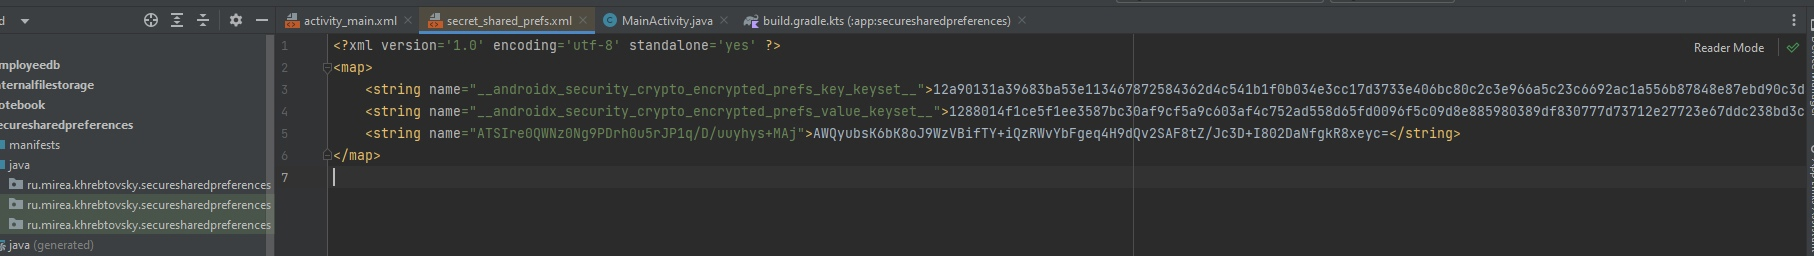 activity_main.xml secret_shared_prefs.xml MainActivity.java build.gradle.kts (:app:securesharedpreferences)
Reader Mode
mployeedb
nternalfilestorage
otebook
ecuresharedpreferences
manifests
java
ru.mirea.khrebtovsky.securesharedpreferences
ru.mirea.khrebtovsky.securesharedpreferences
ru.mirea.khrebtovsky.securesharedpreferences
java (generated)
1 <?xml version='1.0' encoding='utf-8' standalone='yes' ?>
2 <map>
3 <string name="__androidx_security_crypto_encrypted_prefs_key_keyset__">12a90131a39683ba53e113467872584362d4c541b1f0b034e3cc17d3733e406bc80c2c3e966a5c23c6692ac1a556b87848e87ebd90c3d
4 <string name="__androidx_security_crypto_encrypted_prefs_value_keyset__">1288014f1ce5f1ee3587bc30af9cf5a9c603af4c752ad558d65fd0096f5c09d8e885980389df830777d73712e27723e67ddc238bd3c
5 <string name="ATSIre0QWNz0Ng9PDrh0u5rJP1q/D/uuyhys+MAj">AWQyubsK6bK8oJ9WzVBifTY+iQzRWvYbFgeq4H9dQv2SAF8tZ/Jc3D+I802DaNfgkR8xeyc=</string>
6 </map>
7